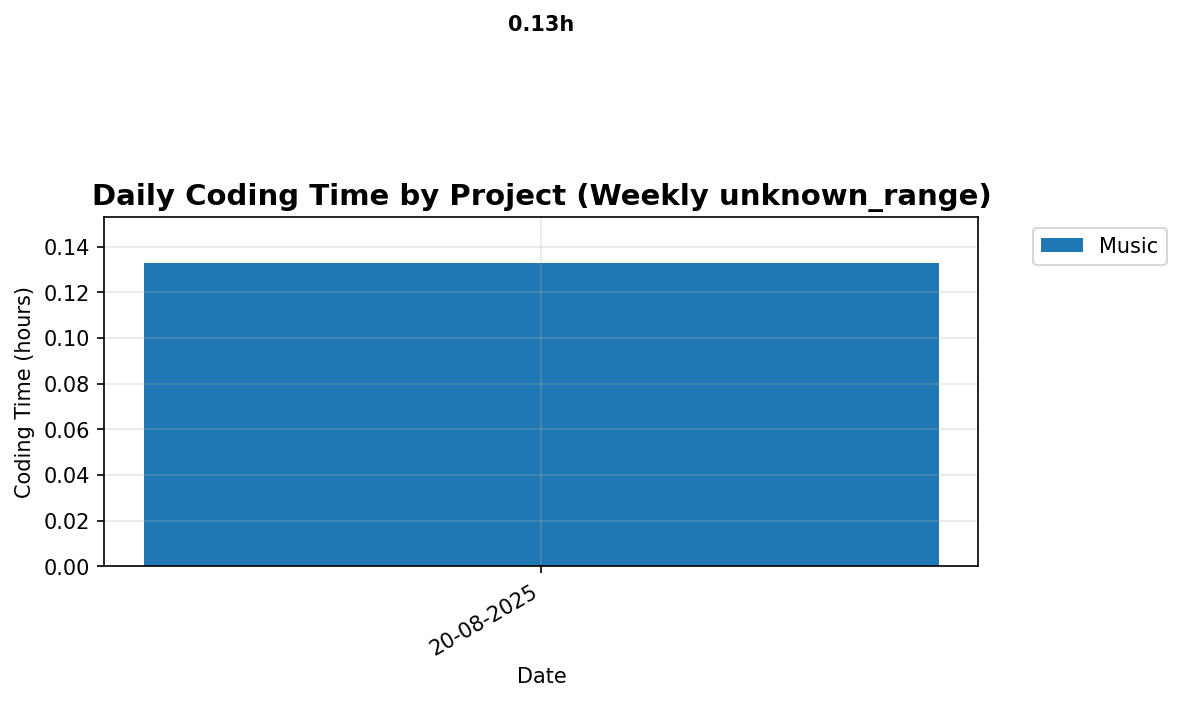 0.13h
Daily Coding Time by Project (Weekly unknown_range)
Music
Coding Time (hours)
0.14
0.12
0.10
0.08
0.06
0.04
0.02
0.00
20-08-2025
Date